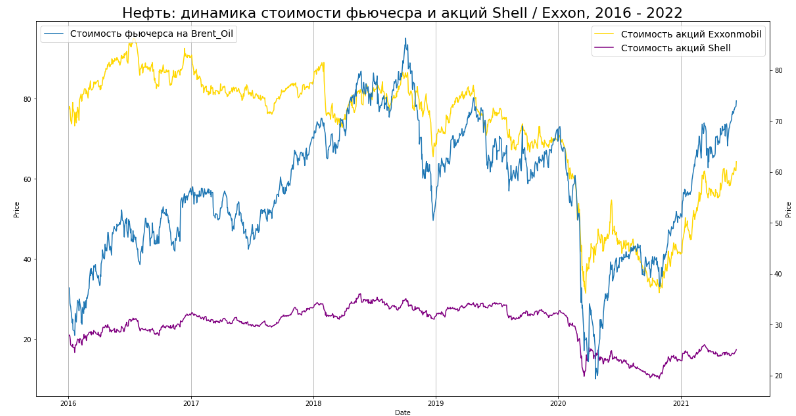 Нефть: динамика стоимости фьючесра и акций Shell / Exxon, 2016 - 2022
Стоимость фьючерса на Brent_Oil
Стоимость акций Exxonmobil
Стоимость акций Shell
80
60
40
20
Price
80
70
60
50
40
30
20
Price
2016
2017
2018
2019
2020
2021
Date